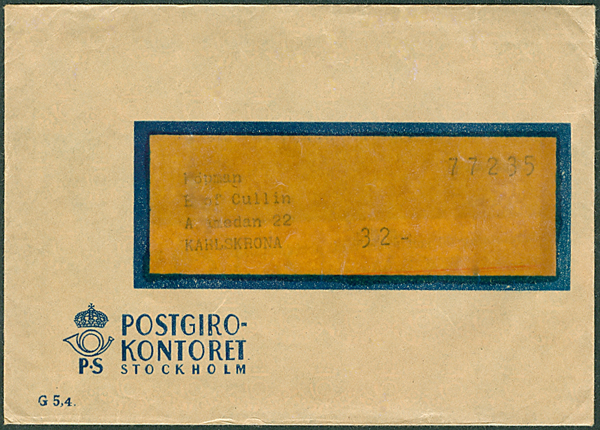 77235
Cullin
22
KARLSKRONA
32-
POSTGIRO-
KONTORET
P·S STOCKHOLM
G 5,4.